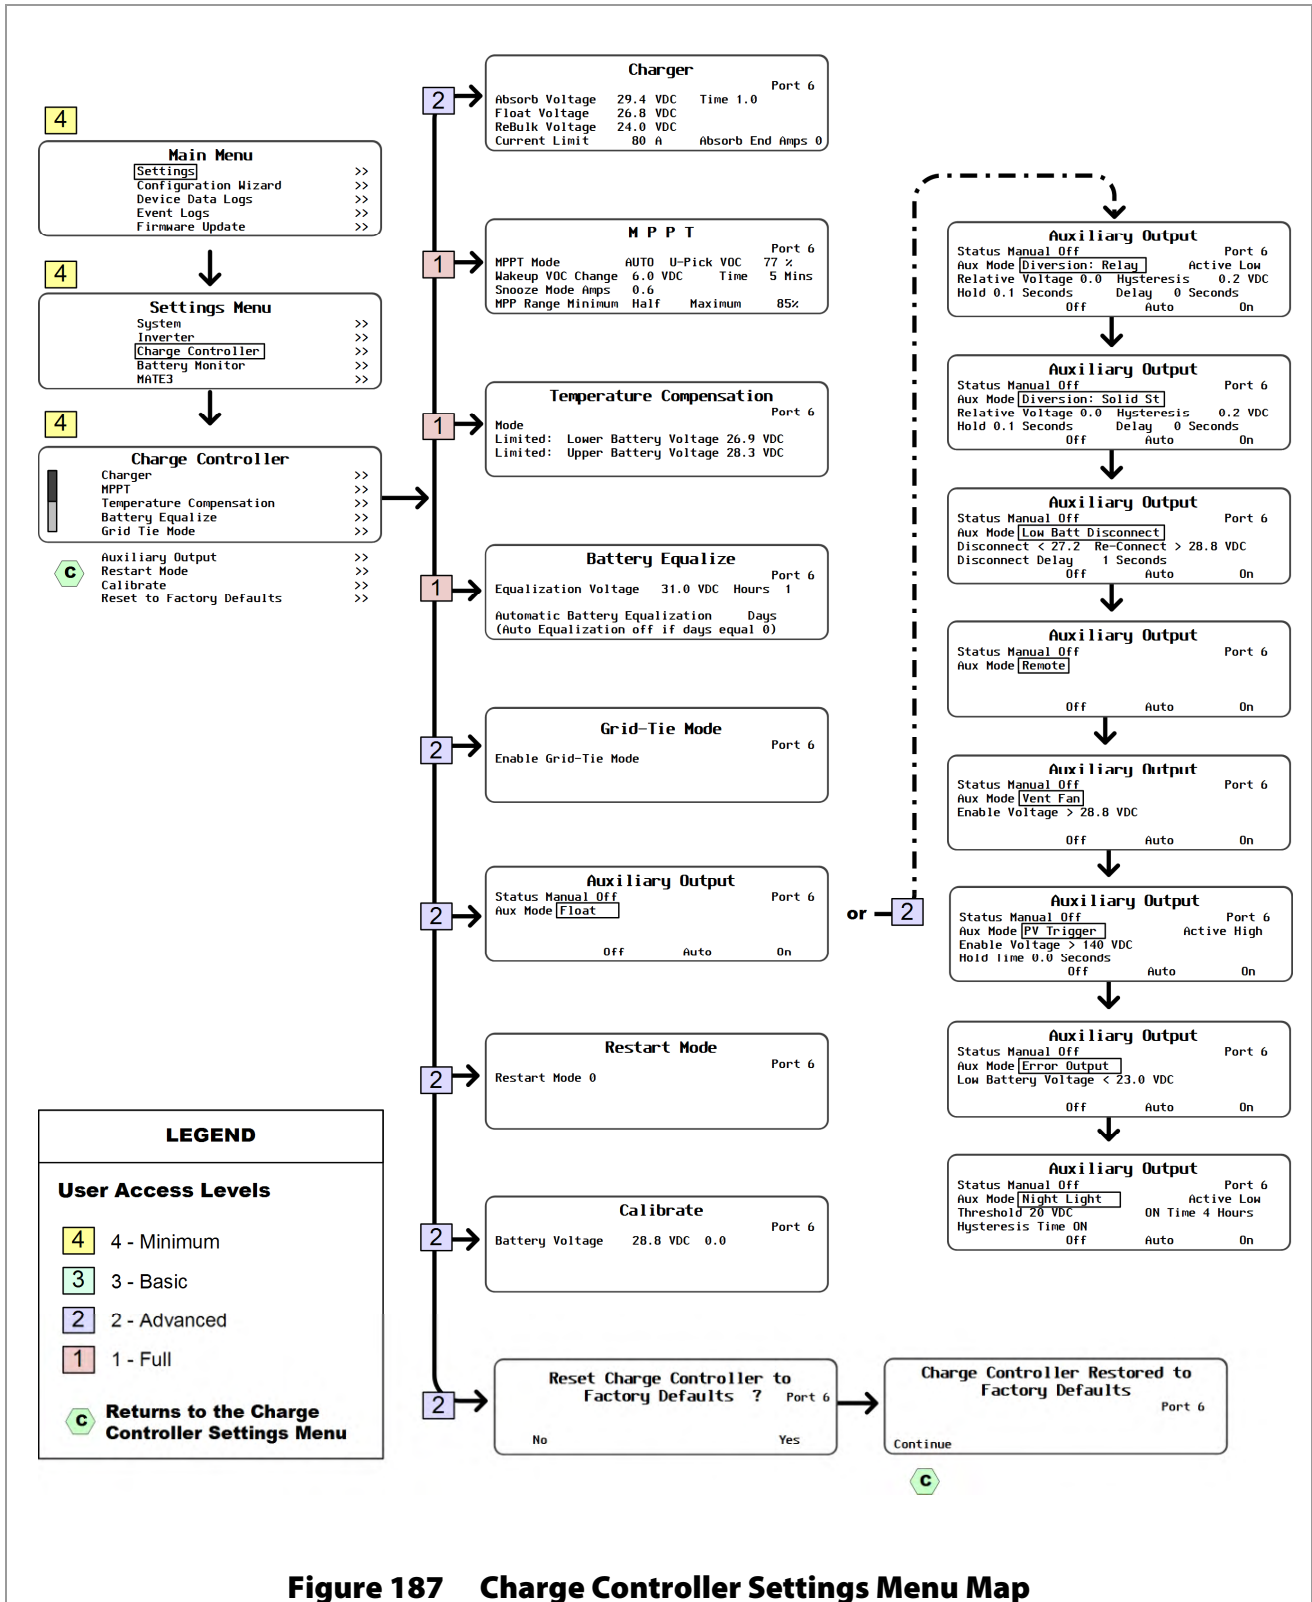 4
Main Menu
Settings >>
Configuration Wizard >>
Device Data Logs >>
Event Logs >>
Firmware Update >>
4
Settings Menu
System >>
Inverter >>
Charge Controller >>
Battery Monitor >>
MATE3 >>
4
Charge Controller
Charger >>
MPPT >>
Temperature Compensation >>
Battery Equalize >>
Grid Tie Mode >>
C
Auxiliary Output >>
Restart Mode >>
Calibrate >>
Reset to Factory Defaults >>
LEGEND
User Access Levels
4 4 - Minimum
3 3 - Basic
2 2 - Advanced
1 1 - Full
C Returns to the Charge
Controller Settings Menu
2
Charger
Port 6
Absorb Voltage 29.4 VDC Time 1.0
Float Voltage 26.8 VDC
ReBulk Voltage 24.0 VDC
Current Limit 80 A Absorb End Amps 0
1
M P P T
Port 6
MPPT Mode AUTO U-Pick VOC 77 %
Wakeup VOC Change 6.0 VDC Time 5 Mins
Snooze Mode Amps 0.6
MPP Range Minimum Half Maximum 85%
1
Temperature Compensation
Port 6
Mode
Limited: Lower Battery Voltage 26.9 VDC
Limited: Upper Battery Voltage 28.3 VDC
1
Battery Equalize
Port 6
Equalization Voltage 31.0 VDC Hours 1
Automatic Battery Equalization Days
(Auto Equalization off if days equal 0)
2
Grid-Tie Mode
Port 6
Enable Grid-Tie Mode
2
Auxiliary Output
Status Manual Off Port 6
Aux Mode Float
Off Auto On
or 2
2
Restart Mode
Port 6
Restart Mode 0
2
Calibrate
Port 6
Battery Voltage 28.8 VDC 0.0
2
Reset Charge Controller to
Factory Defaults ? Port 6
No Yes
Charge Controller Restored to
Factory Defaults
Port 6
Continue
C
Auxiliary Output
Status Manual Off Port 6
Aux Mode Diversion: Relay Active Low
Relative Voltage 0.0 Hysteresis 0.2 VDC
Hold 0.1 Seconds Delay 0 Seconds
Off Auto On
Auxiliary Output
Status Manual Off Port 6
Aux Mode Diversion: Solid St
Relative Voltage 0.0 Hysteresis 0.2 VDC
Hold 0.1 Seconds Delay 0 Seconds
Off Auto On
Auxiliary Output
Status Manual Off Port 6
Aux Mode Low Batt Disconnect
Disconnect < 27.2 Re-Connect > 28.8 VDC
Disconnect Delay 1 Seconds
Off Auto On
Auxiliary Output
Status Manual Off Port 6
Aux Mode Remote
Off Auto On
Auxiliary Output
Status Manual Off Port 6
Aux Mode Vent Fan
Enable Voltage > 28.8 VDC
Off Auto On
Auxiliary Output
Status Manual Off Port 6
Aux Mode PV Trigger Active High
Enable Voltage > 140 VDC
Hold Time 0.0 Seconds
Off Auto On
Auxiliary Output
Status Manual Off Port 6
Aux Mode Error Output
Low Battery Voltage < 23.0 VDC
Off Auto On
Auxiliary Output
Status Manual Off Port 6
Aux Mode Night Light Active Low
Threshold 20 VDC ON Time 4 Hours
Hysteresis Time ON
Off Auto On
Figure 187 Charge Controller Settings Menu Map